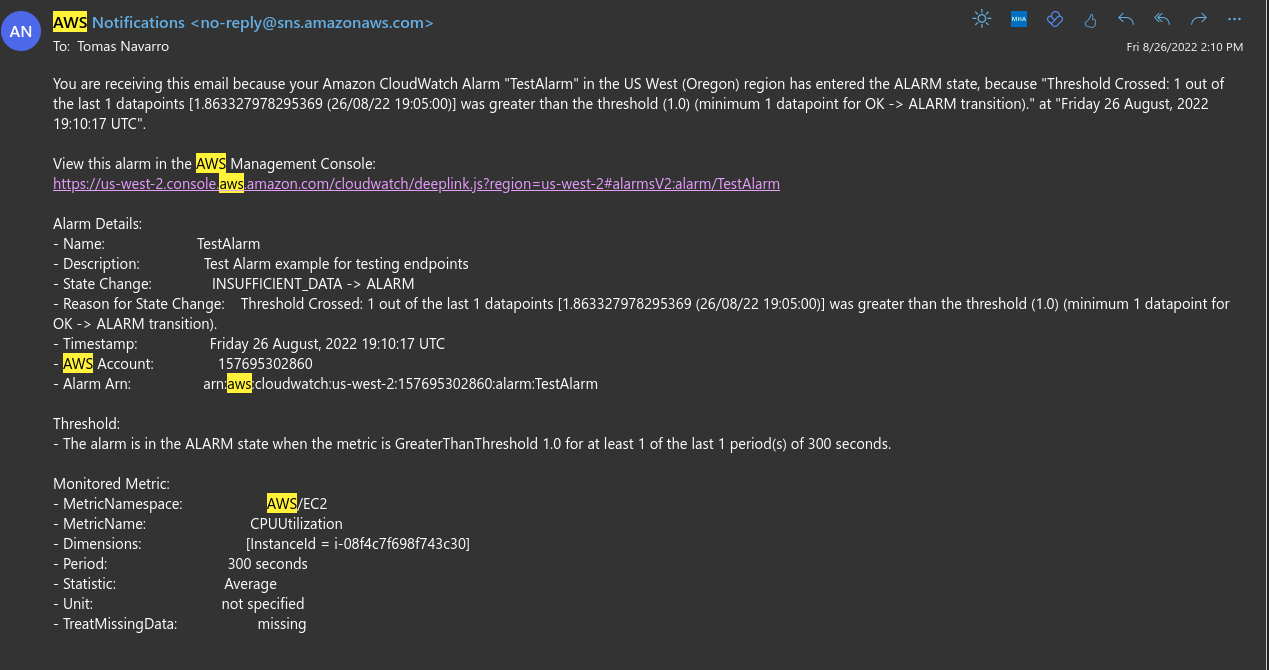 AN
AWS Notifications <no-reply@sns.amazonaws.com>
MHA
To: Tomas Navarro
Fri 8/26/2022 2:10 PM
You are receiving this email because your Amazon CloudWatch Alarm "TestAlarm" in the US West (Oregon) region has entered the ALARM state, because "Threshold Crossed: 1 out of
the last 1 datapoints [1.863327978295369 (26/08/22 19:05:00)] was greater than the threshold (1.0) (minimum 1 datapoint for OK -> ALARM transition)." at "Friday 26 August, 2022
19:10:17 UTC".
View this alarm in the AWS Management Console:
https://us-west-2.console.aws.amazon.com/cloudwatch/deeplink.js?region=us-west-2#alarmsV2:alarm/TestAlarm
Alarm Details:
- Name: TestAlarm
- Description: Test Alarm example for testing endpoints
- State Change: INSUFFICIENT_DATA -> ALARM
- Reason for State Change: Threshold Crossed: 1 out of the last 1 datapoints [1.863327978295369 (26/08/22 19:05:00)] was greater than the threshold (1.0) (minimum 1 datapoint for
OK -> ALARM transition).
- Timestamp: Friday 26 August, 2022 19:10:17 UTC
- AWS Account: 157695302860
- Alarm Arn: arn:aws:cloudwatch:us-west-2:157695302860:alarm:TestAlarm
Threshold:
- The alarm is in the ALARM state when the metric is GreaterThanThreshold 1.0 for at least 1 of the last 1 period(s) of 300 seconds.
Monitored Metric:
- MetricNamespace: AWS/EC2
- MetricName: CPUUtilization
- Dimensions: [InstanceId = i-08f4c7f698f743c30]
- Period: 300 seconds
- Statistic: Average
- Unit: not specified
- TreatMissingData: missing